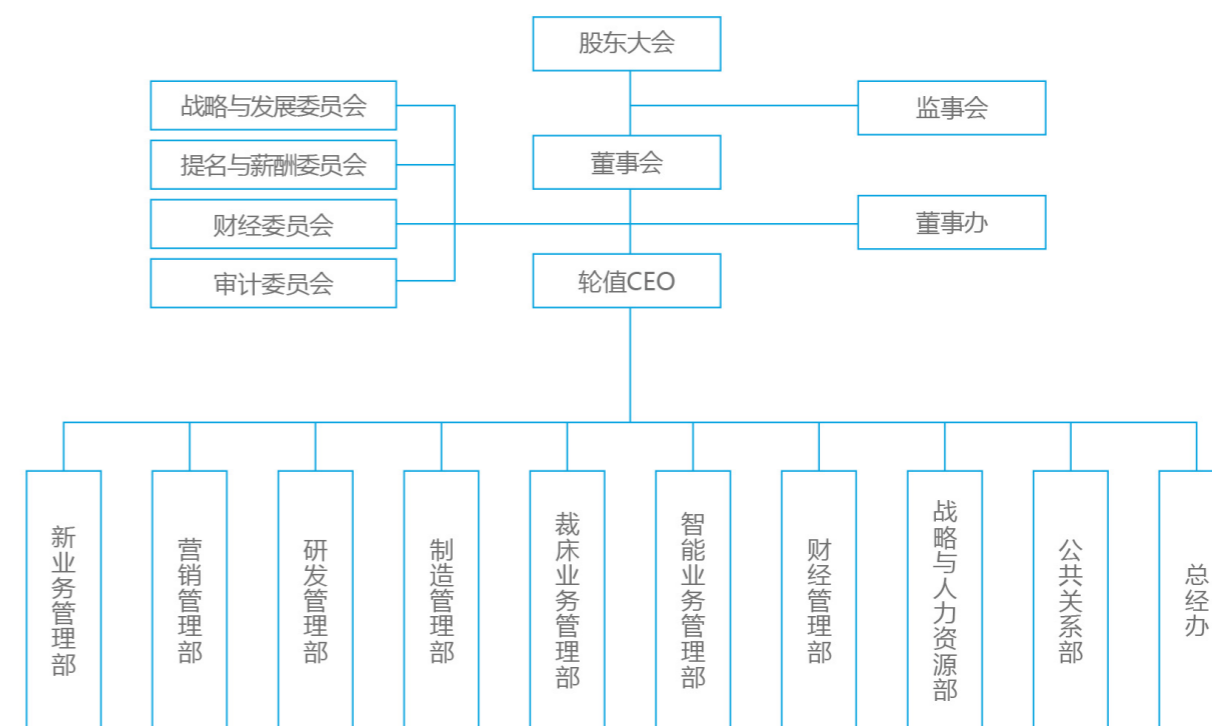 股东大会
战略与发展委员会
监事会
提名与薪酬委员会
董事会
财经委员会
董事办
审计委员会
轮值CEO
新业务管理部
营销管理部
研发管理部
制造管理部
裁床业务管理部
智能业务管理部
财经管理部
战略与人力资源部
公共关系部
总经办